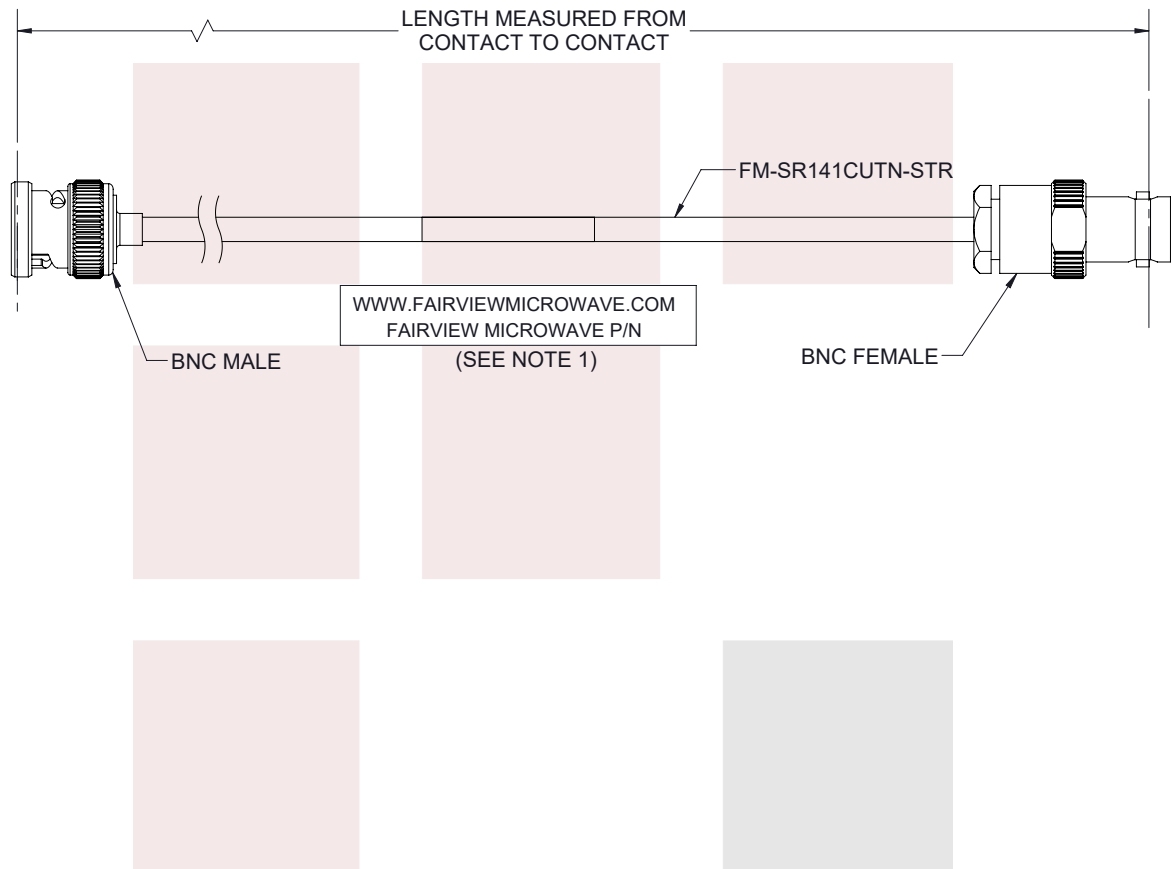 LENGTH MEASURED FROM
CONTACT TO CONTACT
FM-SR141CUTN-STR
WWW.FAIRVIEWMICROWAVE.COM
FAIRVIEW MICROWAVE P/N
(SEE NOTE 1)
BNC MALE
BNC FEMALE